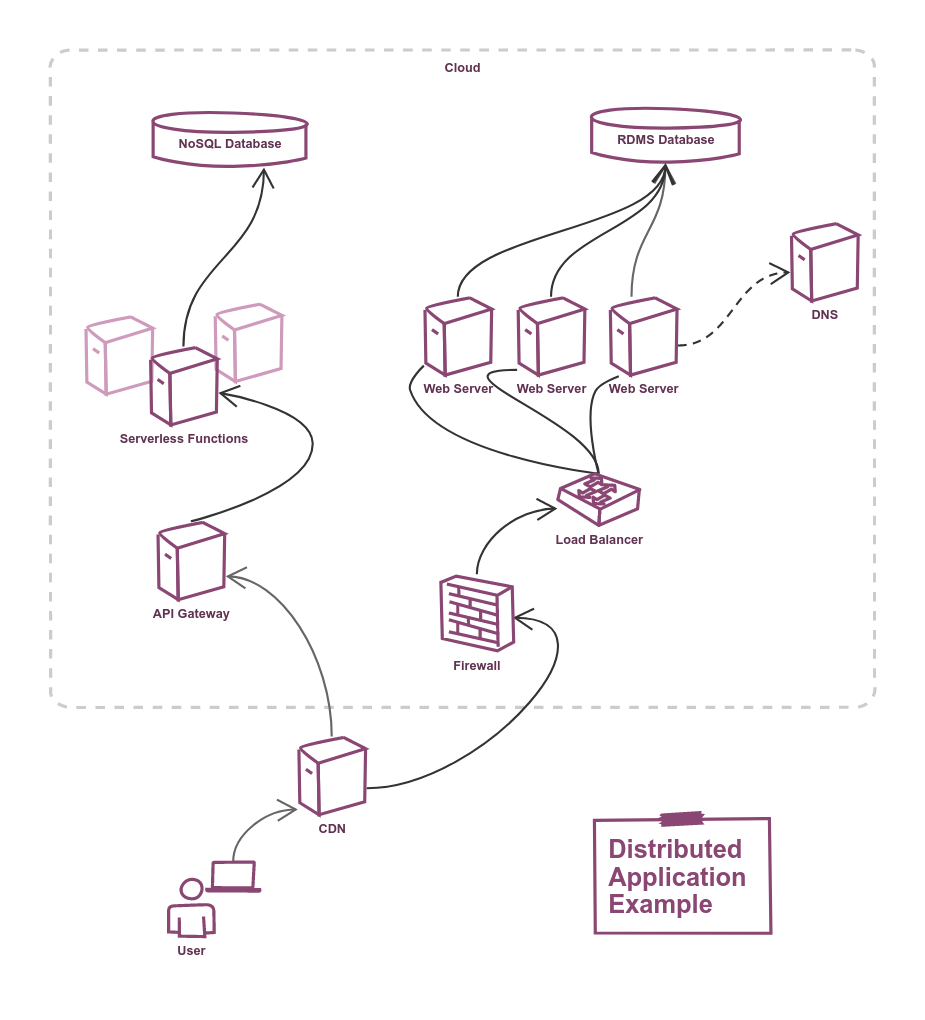 Cloud
NoSQL Database
RDMS Database
DNS
Web Server
Web Server
Web Server
Serverless Functions
Load Balancer
API Gateway
Firewall
CDN
Distributed
Application
Example
User